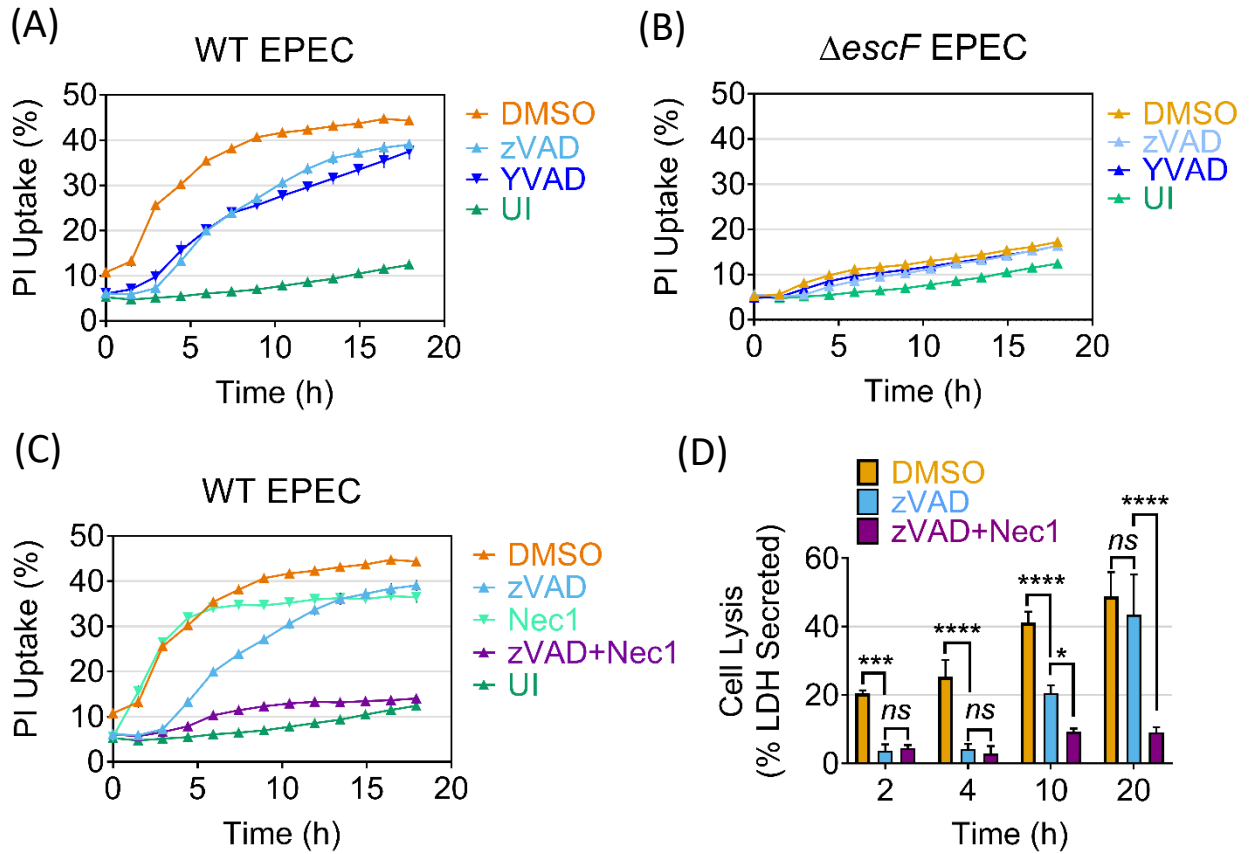 (A)
WT EPEC
PI Uptake (%)
50
40
30
20
10
0
0 5 10 15 20
Time (h)
DMSO
zVAD
YVAD
UI
(B)
ΔescF EPEC
PI Uptake (%)
50
40
30
20
10
0
0 5 10 15 20
Time (h)
DMSO
zVAD
YVAD
UI
(C)
WT EPEC
PI Uptake (%)
50
40
30
20
10
0
0 5 10 15 20
Time (h)
DMSO
zVAD
Nec1
zVAD+Nec1
UI
(D)
DMSO
zVAD
zVAD+Nec1
Cell Lysis
(% LDH Secreted)
60
40
20
0
***
ns
****
ns
****
*
ns
****
2 4 10 20
Time (h)